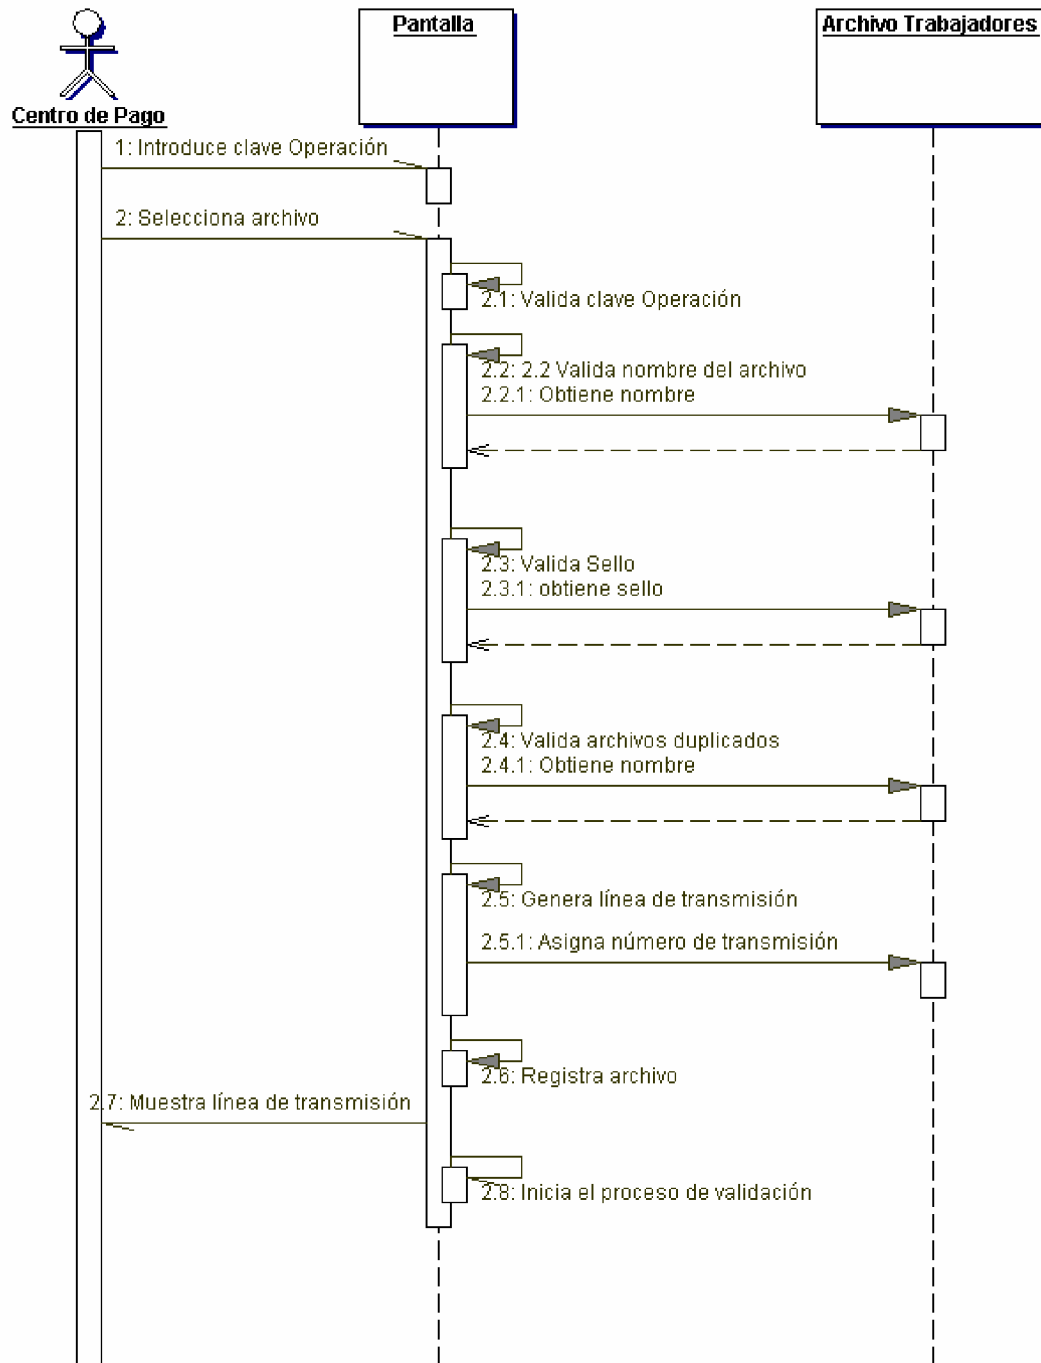 Pantalla
Archivo Trabajadores
Centro de Pago
1: Introduce clave Operación
2: Selecciona archivo
2.1: Valida clave Operación
2.2: 2.2 Valida nombre del archivo
2.2.1: Obtiene nombre
2.3: Valida Sello
2.3.1: obtiene sello
2.4: Valida archivos duplicados
2.4.1: Obtiene nombre
2.5: Genera línea de transmisión
2.5.1: Asigna número de transmisión
2.6: Registra archivo
2.7: Muestra línea de transmisión
2.8: Inicia el proceso de validación